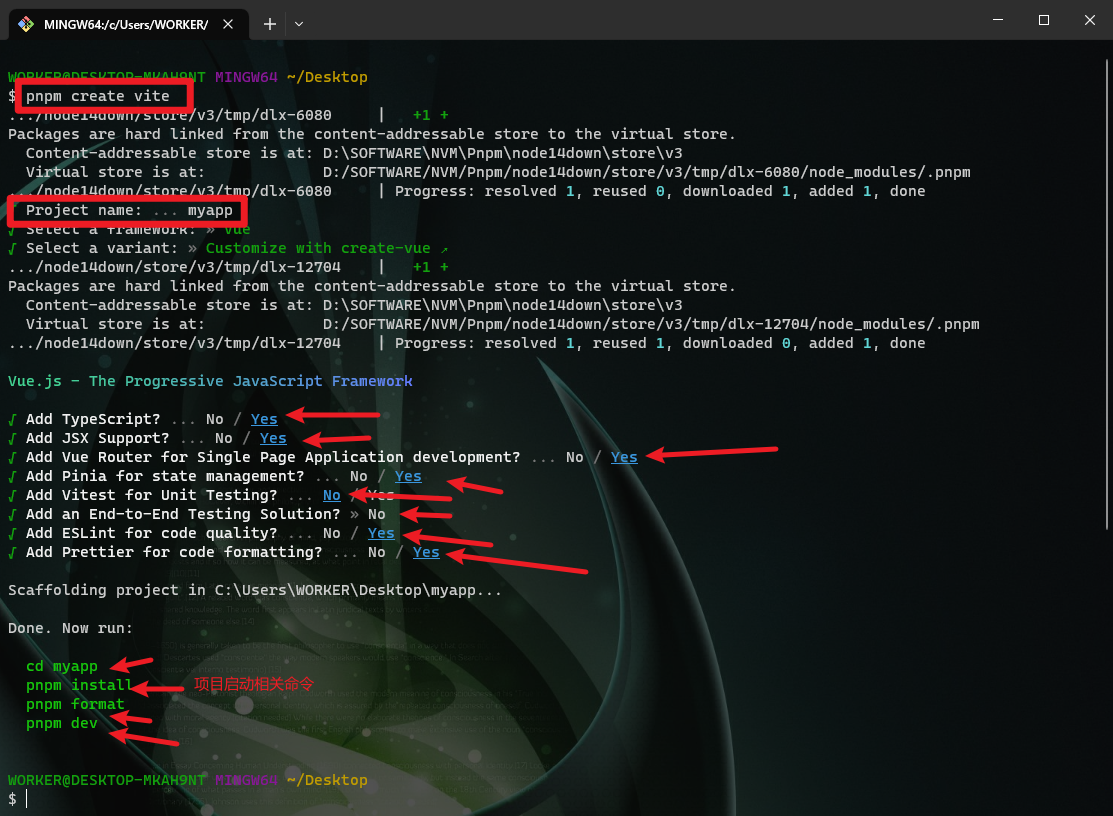 MINGW64:/c/Users/WORKER/
WORKER@DESKTOP-MKAH9NT MINGW64 ~/Desktop
$ pnpm create vite
.../node14down/store/v3/tmp/dlx-6080     |   +1 +
Packages are hard linked from the content-addressable store to the virtual store.
  Content-addressable store is at: D:\SOFTWARE\NVM\Pnpm\node14down\store\v3
  Virtual store is at:             D:/SOFTWARE/NVM/Pnpm/node14down/store/v3/tmp/dlx-6080/node_modules/.pnpm
.../node14down/store/v3/tmp/dlx-6080     | Progress: resolved 1, reused 0, downloaded 1, added 1, done
Project name: ... myapp
√ Select a framework: » Vue
√ Select a variant: » Customize with create-vue ↗
.../node14down/store/v3/tmp/dlx-12704    |   +1 +
Packages are hard linked from the content-addressable store to the virtual store.
  Content-addressable store is at: D:\SOFTWARE\NVM\Pnpm\node14down\store\v3
  Virtual store is at:             D:/SOFTWARE/NVM/Pnpm/node14down/store/v3/tmp/dlx-12704/node_modules/.pnpm
.../node14down/store/v3/tmp/dlx-12704    | Progress: resolved 1, reused 1, downloaded 0, added 1, done
Vue.js - The Progressive JavaScript Framework
√ Add TypeScript? ... No / Yes
√ Add JSX Support? ... No / Yes
√ Add Vue Router for Single Page Application development? ... No / Yes
√ Add Pinia for state management? ... No / Yes
√ Add Vitest for Unit Testing? ... No / Yes
√ Add an End-to-End Testing Solution? » No
√ Add ESLint for code quality? ... No / Yes
√ Add Prettier for code formatting? ... No / Yes
Scaffolding project in C:\Users\WORKER\Desktop\myapp...
Done. Now run:
  cd myapp
  pnpm install 项目启动相关命令
  pnpm format
  pnpm dev
WORKER@DESKTOP-MKAH9NT MINGW64 ~/Desktop
$